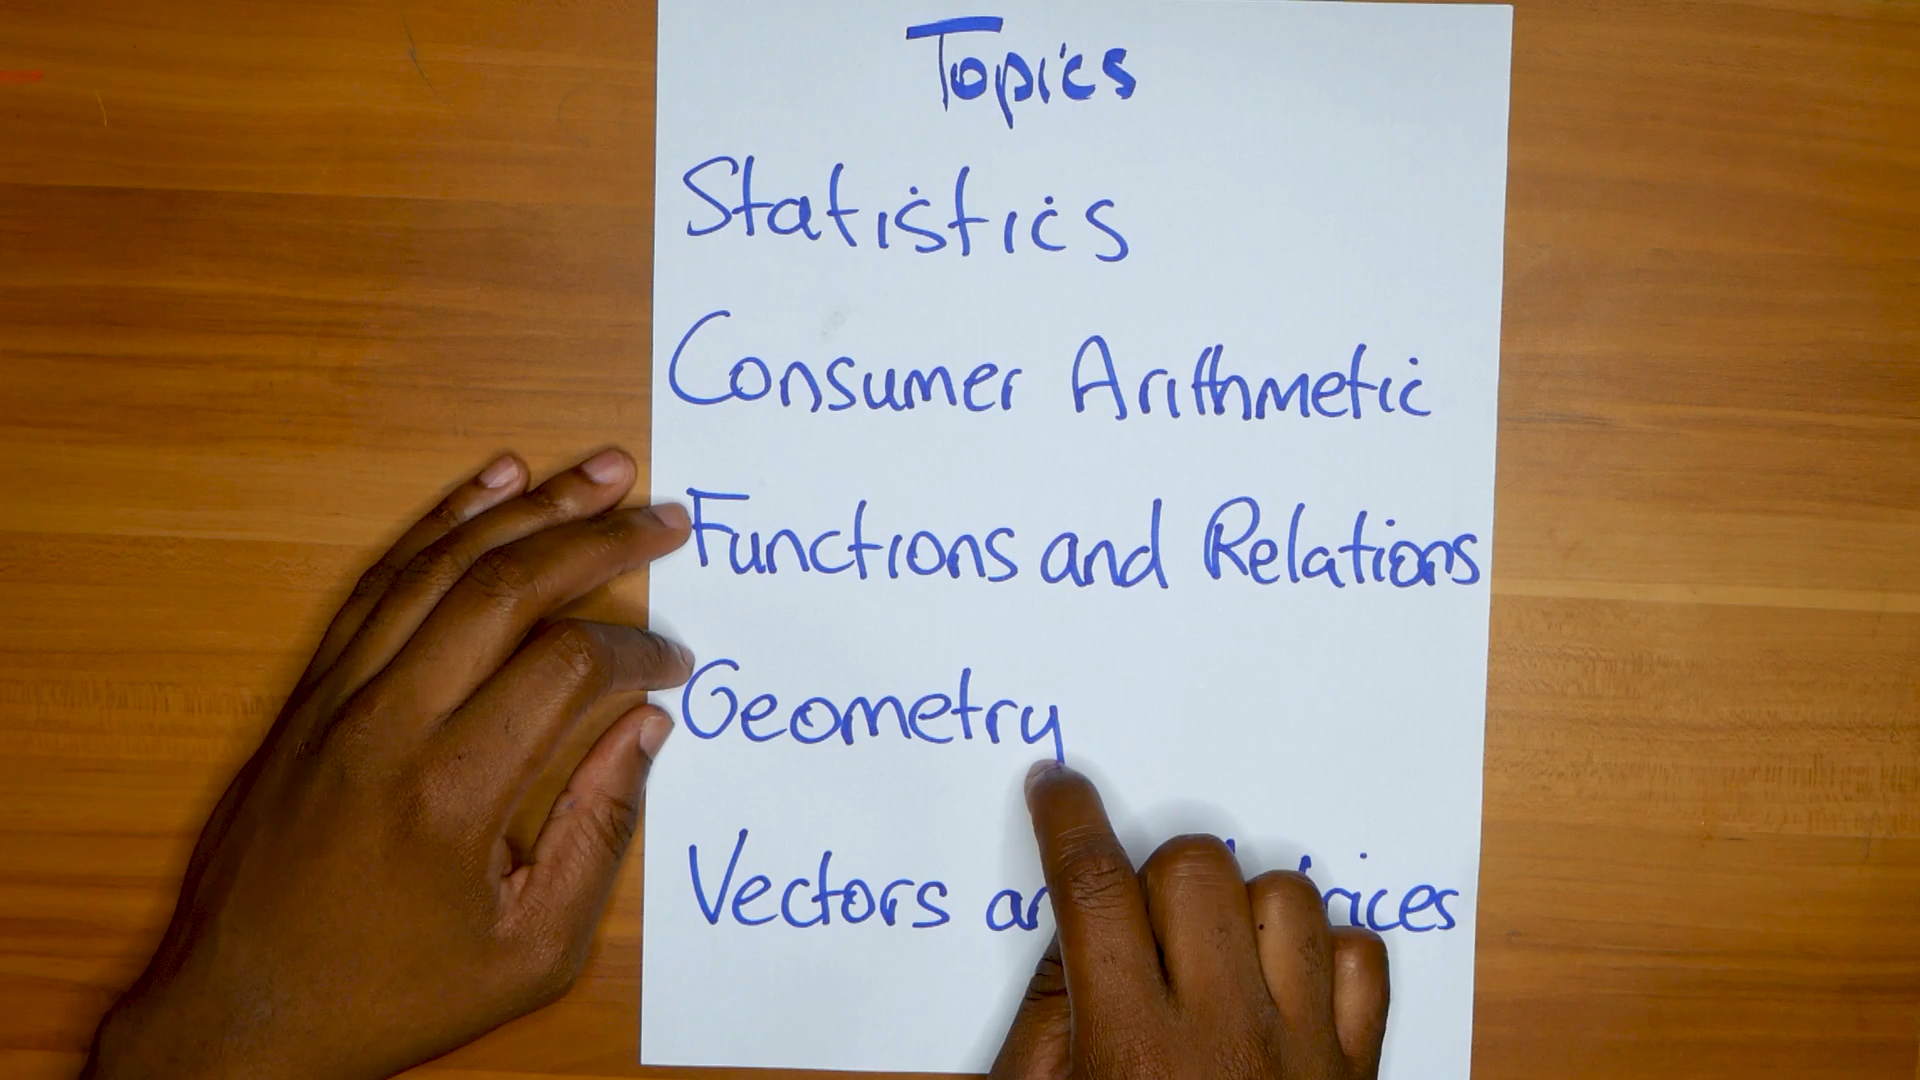 Topics
Statistics
Consumer Arithmetic
Functions and Relations
Geometry
Vectors